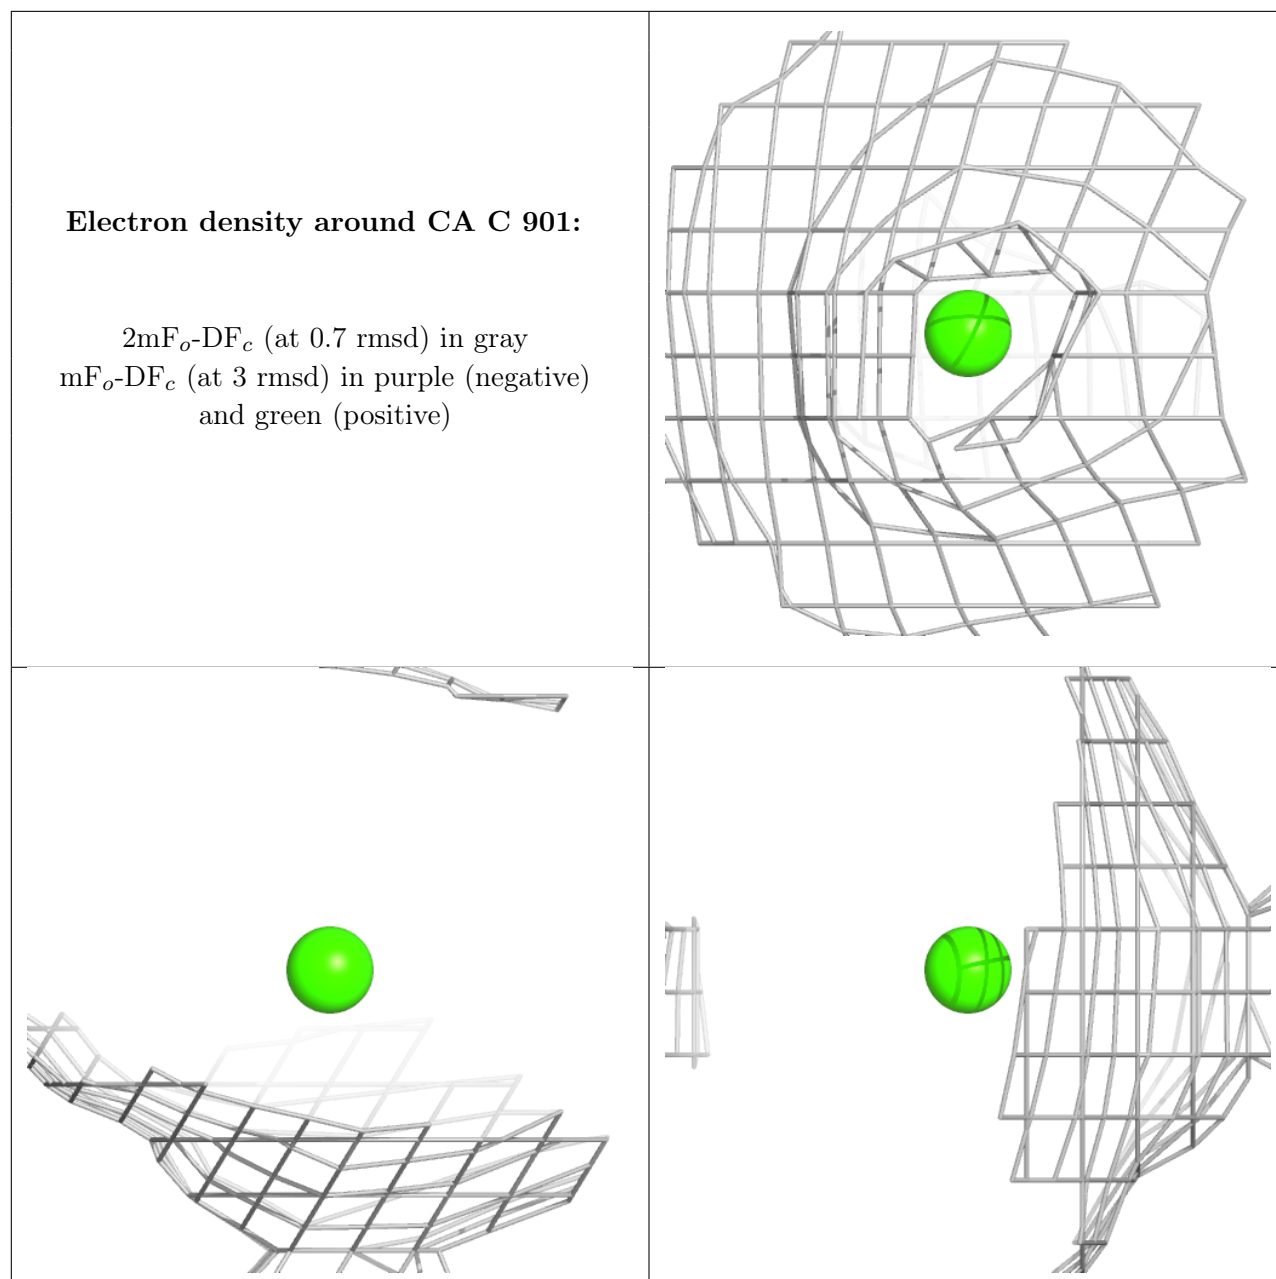 Electron density around CA C 901:
2mFo-DFc (at 0.7 rmsd) in gray
mFo-DFc (at 3 rmsd) in purple (negative)
and green (positive)